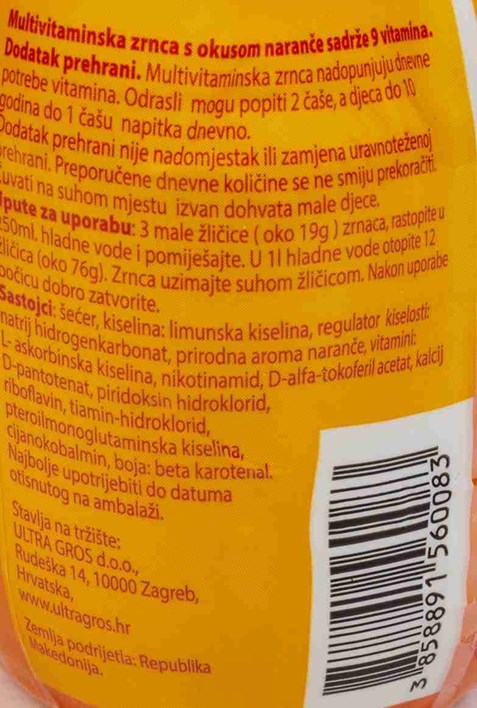 Multivitaminska zrnca s okusom naranče sadrže 9 vitamina.
Dodatak prehrani. Multivitaminska zrnca nadopunjuju dnevne
potrebe vitamina. Odrasli mogu popiti 2 čaše, a djeca do 10
godina do 1 čašu napitka dnevno.
Dodatak prehrani nije nadomjestak ili zamjena uravnoteženoj
prehrani. Preporučene dnevne količine se ne smiju prekoračiti.
uvati na suhom mjestu izvan dohvata male djece.
pute za uporabu: 3 male žličice ( oko 19g ) zrnaca, rastopite u
250ml. hladne vode i pomiješajte. U 1l hladne vode otopite 12
žličica (oko 76g). Zrnca uzimajte suhom žličicom. Nakon uporabe
bočicu dobro zatvorite.
Sastojci: šećer, kiselina: limunska kiselina, regulator kiselosti:
natrij hidrogenkarbonat, prirodna aroma naranče, vitamini:
L- askorbinska kiselina, nikotinamid, D-alfa-tokoferil acetat, kalcij
D-pantotenat, piridoksin hidroklorid,
riboflavin, tiamin-hidroklorid,
pteroilmonoglutaminska kiselina,
cijanokobalmin, boja: beta karotenal.
Najbolje upotrijebiti do datuma
otisnutog na ambalaži.
Stavlja na tržište:
ULTRA GROS d.o.o.,
Rudeška 14, 10000 Zagreb,
Hrvatska,
www.ultragros.hr
Zemlja podrijetla: Republika
Makedonija.
3 858891 560083